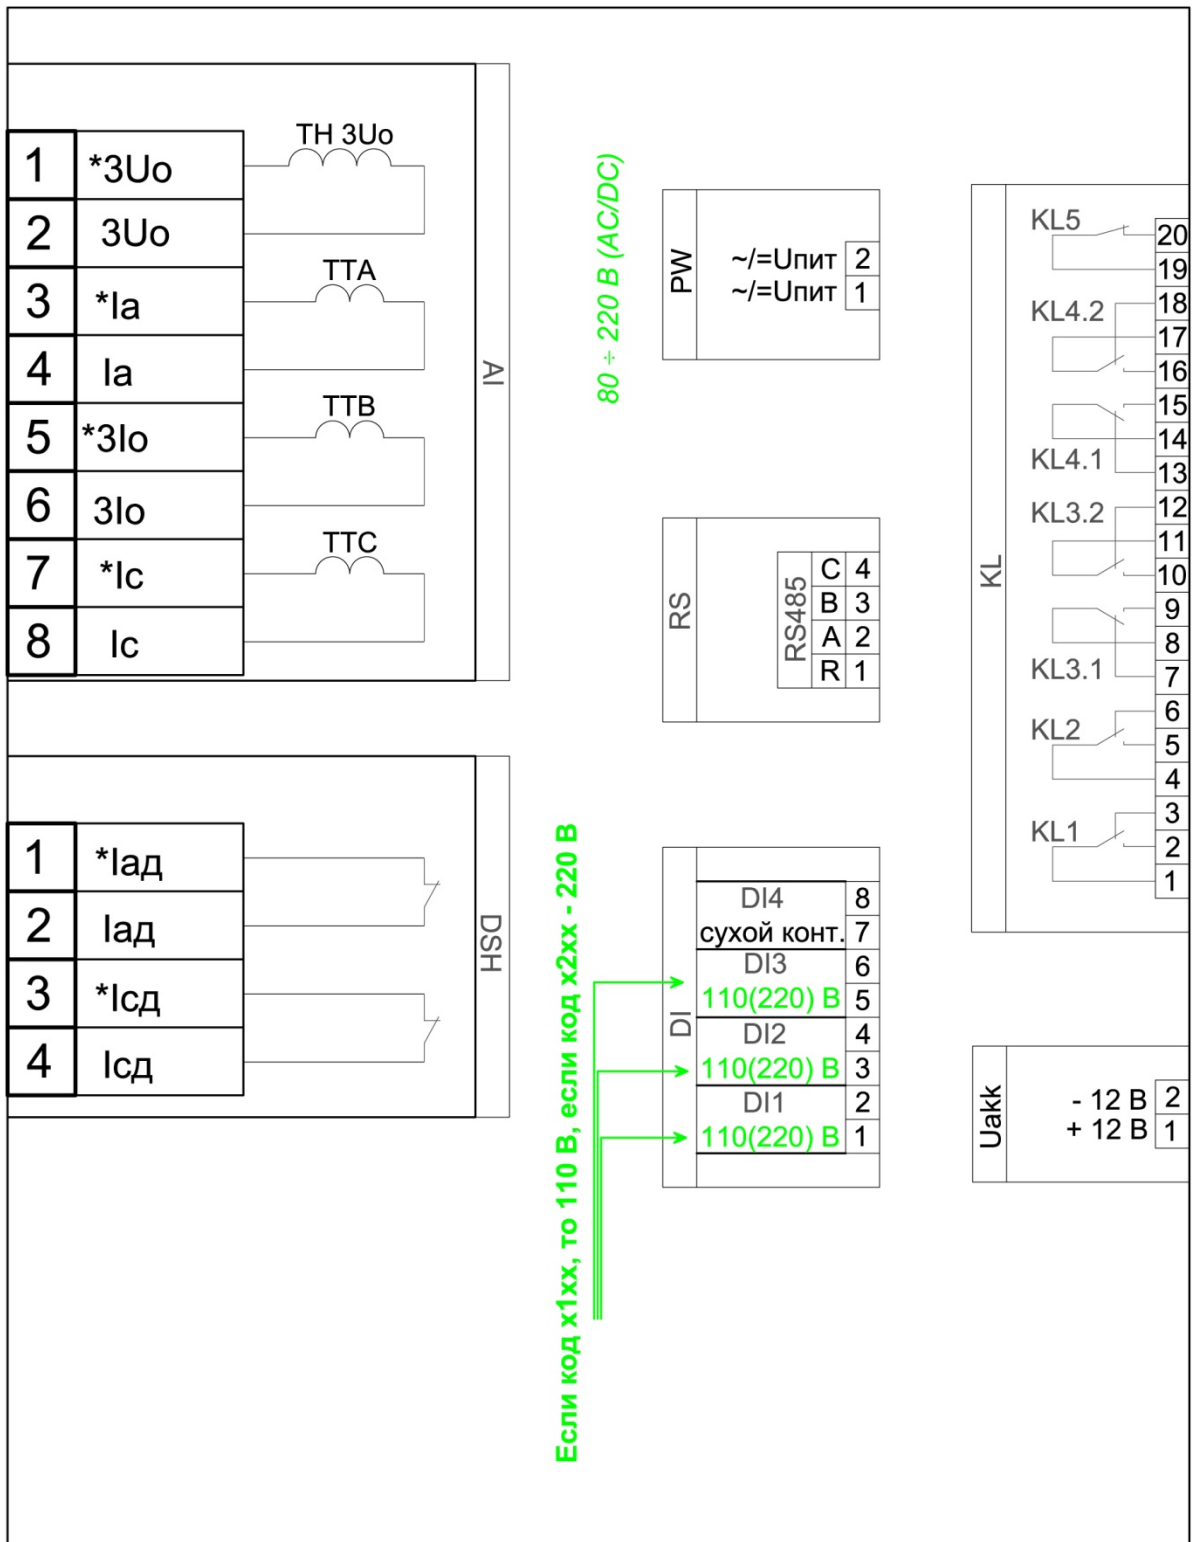 AI
1 *3Uo
2 3Uo
3 *Ia
4 Ia
5 *3Io
6 3Io
7 *Ic
8 Ic
ТН 3Uo
ТТА
ТТВ
ТТС
DSH
1 *Iaд
2 Iaд
3 *Icд
4 Icд
80 ÷ 220 В (AC/DC)
PW
~/=Uпит 2
~/=Uпит 1
RS
RS485
C 4
B 3
A 2
R 1
Если код х1хх, то 110 В, если код х2хх - 220 В
DI
DI4 8
сухой конт. 7
DI3 6
110(220) В 5
DI2 4
110(220) В 3
DI1 2
110(220) В 1
KL
KL5
KL4.2
KL4.1
KL3.2
KL3.1
KL2
KL1
20
19
18
17
16
15
14
13
12
11
10
9
8
7
6
5
4
3
2
1
Uakk
- 12 В 2
+ 12 В 1